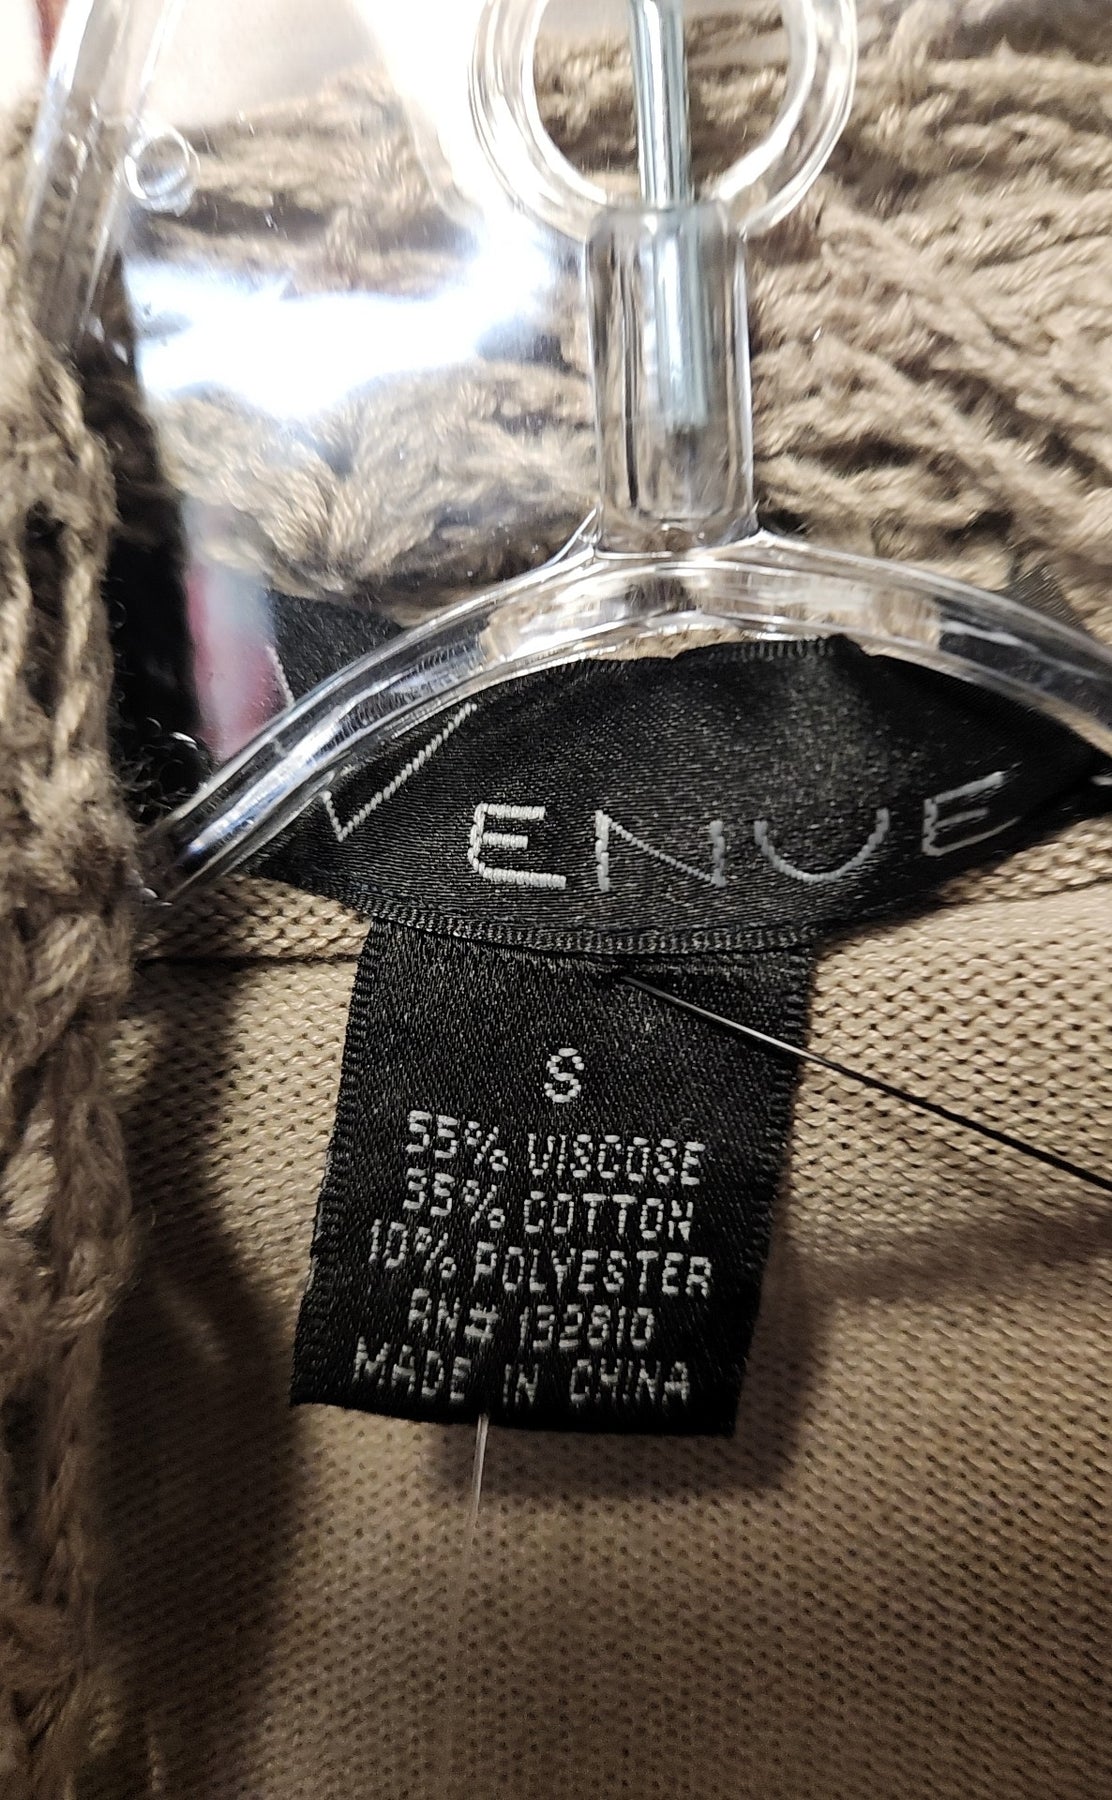 VENUE
S
55% VISCOSE
35% COTTON
10% POLYESTER
RN# 132810
MADE IN CHINA